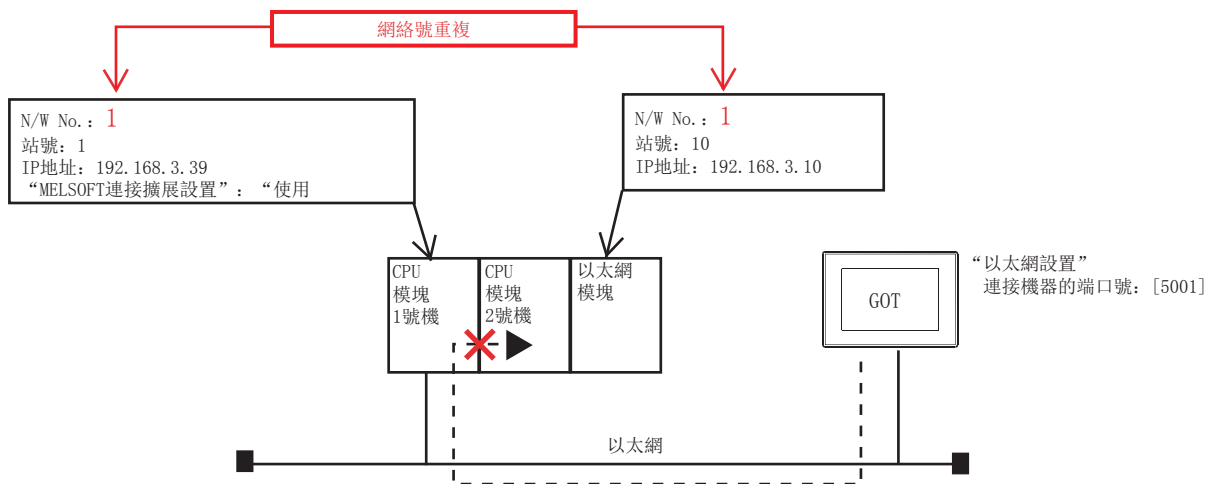 網絡號重複
N/W No.: 1
站號: 1
IP地址: 192.168.3.39
“MELSOFT連接擴展設置”: “使用
N/W No.: 1
站號: 10
IP地址: 192.168.3.10
CPU
模塊
1號機
CPU
模塊
2號機
以太網
模塊
GOT
“以太網設置”
連接機器的端口號: [5001]
以太網